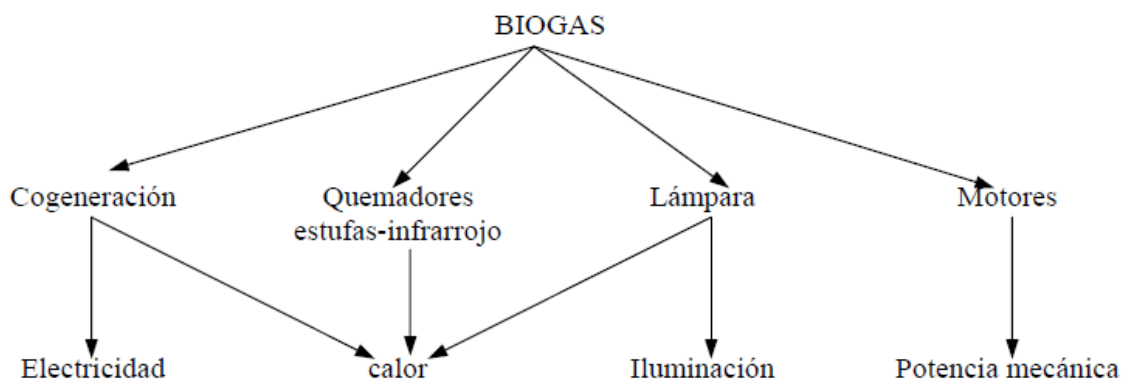 BIOGAS
Cogeneración
Quemadores
estufas-infrarrojo
Lámpara
Motores
Electricidad
calor
Iluminación
Potencia mecánica